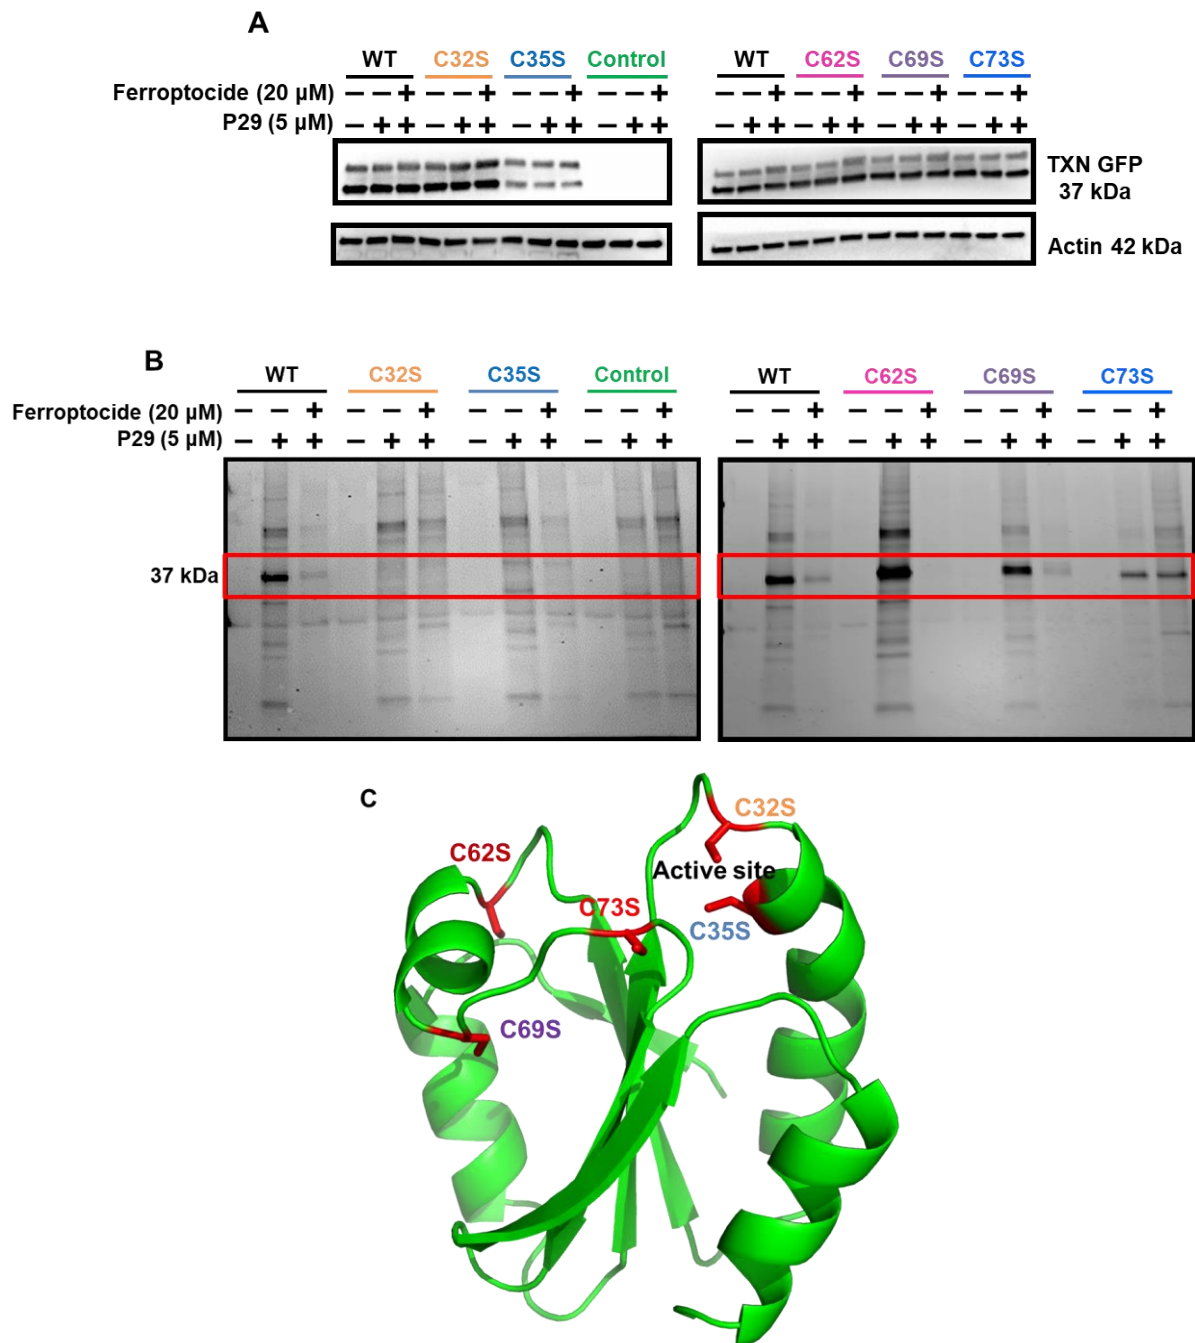 A
WT C32S C35S Control WT C62S C69S C73S
Ferroptocide (20 µM) − − + − − + − − + − − + − − + − − + − − + − − +
P29 (5 µM) − + + − + + − + + − + + − + + − + + − + + − + +
TXN GFP
37 kDa
Actin 42 kDa
B
WT C32S C35S Control WT C62S C69S C73S
Ferroptocide (20 µM) − − + − − + − − + − − + − − + − − + − − + − − +
P29 (5 µM) − + + − + + − + + − + + − + + − + + − + + − + +
37 kDa
C
C32S
C62S
Active site
C73S
C35S
C69S